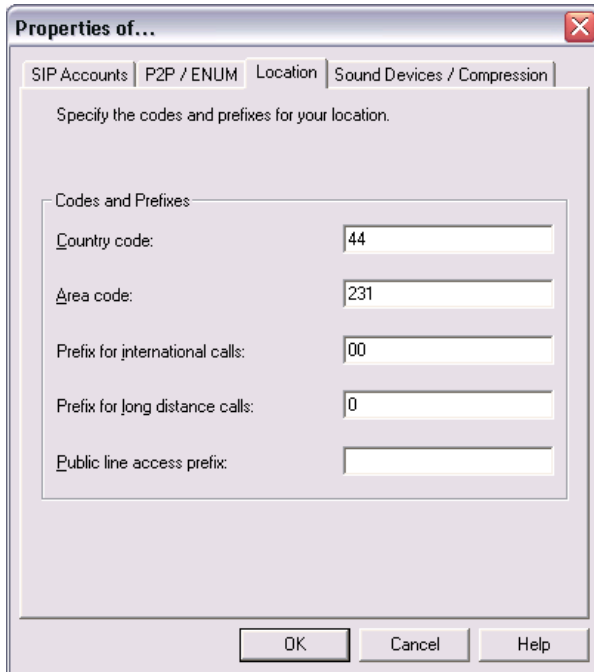 Properties of...
SIP Accounts P2P / ENUM Location Sound Devices / Compression
Specify the codes and prefixes for your location.
Codes and Prefixes
Country code: 44
Area code: 231
Prefix for international calls: 00
Prefix for long distance calls: 0
Public line access prefix:
OK Cancel Help